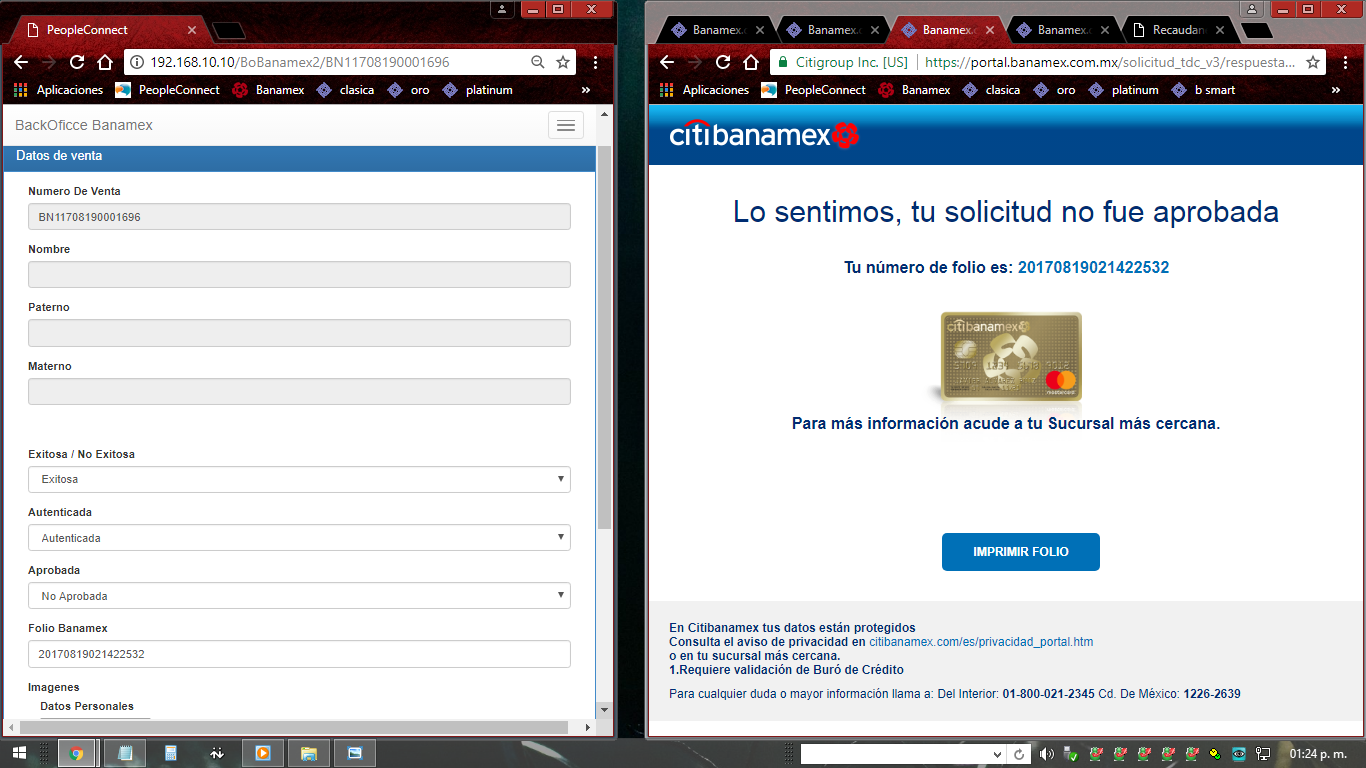 PeopleConnect
192.168.10.10/BoBanamex2/BN11708190001696
Aplicaciones PeopleConnect Banamex clasica oro platinum »
BackOficce Banamex
Datos de venta
Numero De Venta
BN11708190001696
Nombre
Paterno
Materno
Exitosa / No Exitosa
Exitosa
Autenticada
Autenticada
Aprobada
No Aprobada
Folio Banamex
20170819021422532
Imagenes
Datos Personales
Banamex. Banamex. Banamex. Banamex. Recaudan
Citigroup Inc. [US] https://portal.banamex.com.mx/solicitud_tdc_v3/respuesta...
Aplicaciones PeopleConnect Banamex clasica oro platinum b smart »
citibanamex
Lo sentimos, tu solicitud no fue aprobada
Tu número de folio es: 20170819021422532
citibanamex
mastercard
Para más información acude a tu Sucursal más cercana.
IMPRIMIR FOLIO
En Citibanamex tus datos están protegidos
Consulta el aviso de privacidad en citibanamex.com/es/privacidad_portal.htm
o en tu sucursal más cercana.
1.Requiere validación de Buró de Crédito
Para cualquier duda o mayor información llama a: Del Interior: 01-800-021-2345 Cd. De México: 1226-2639
01:24 p. m.